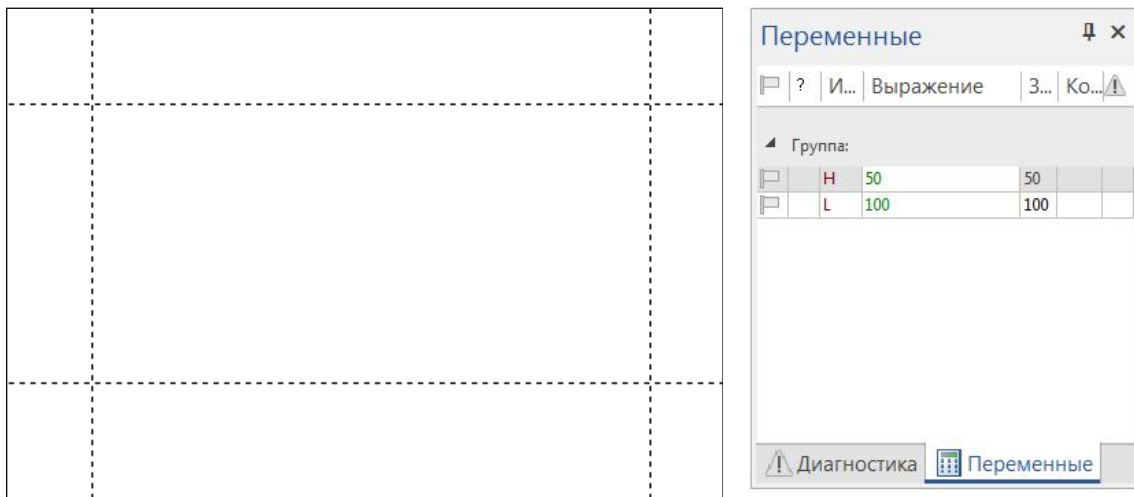 Переменные
? И... Выражение З... Ко...
Группа:
H 50 50
L 100 100
Диагностика Переменные